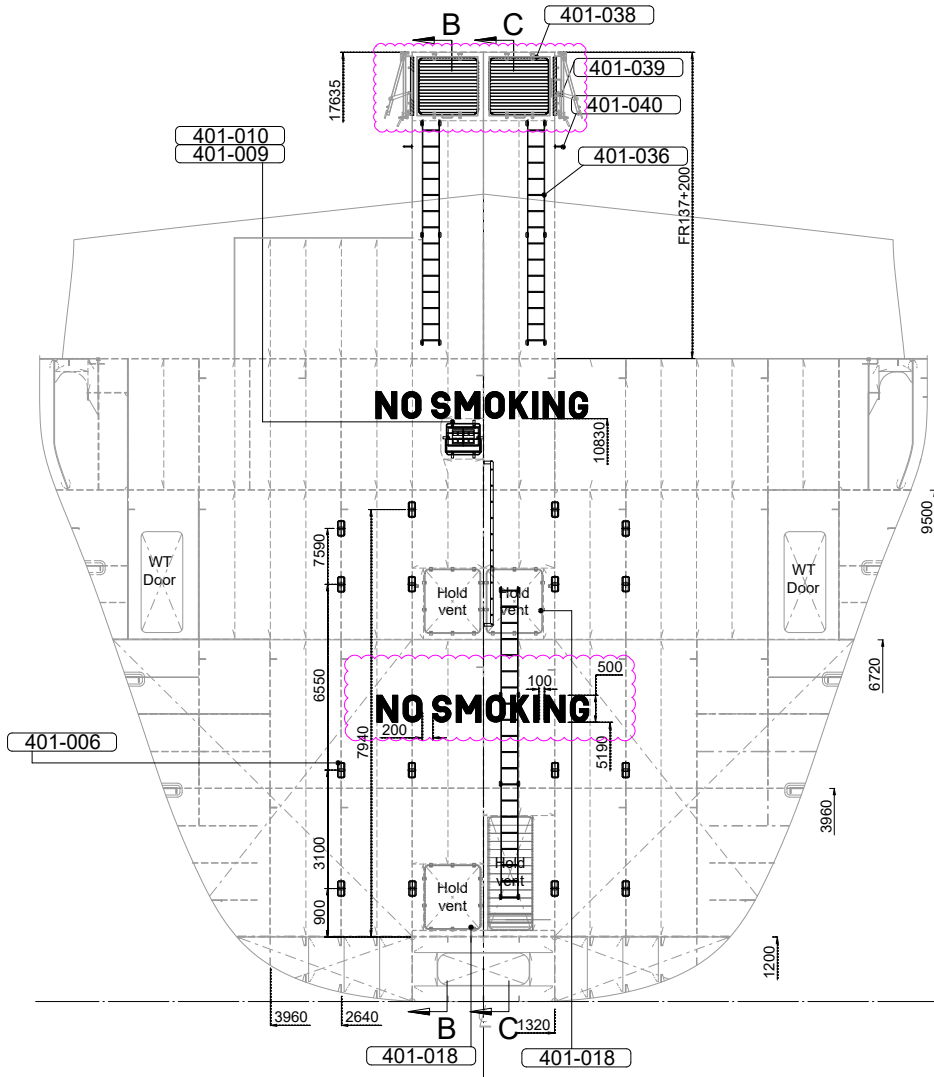 B
C
401-038
401-039
401-040
17635
401-010
401-009
401-036
FR137+200
NO SMOKING
10830
9500
7590
WT
Door
Hold
vent
Hold
vent
WT
Door
6550
7940
6720
500
100
NO SMOKING
200
5190
401-006
3960
3100
Hold
vent
Hold
vent
900
1200
3960
2640
B
C
1320
401-018
401-018